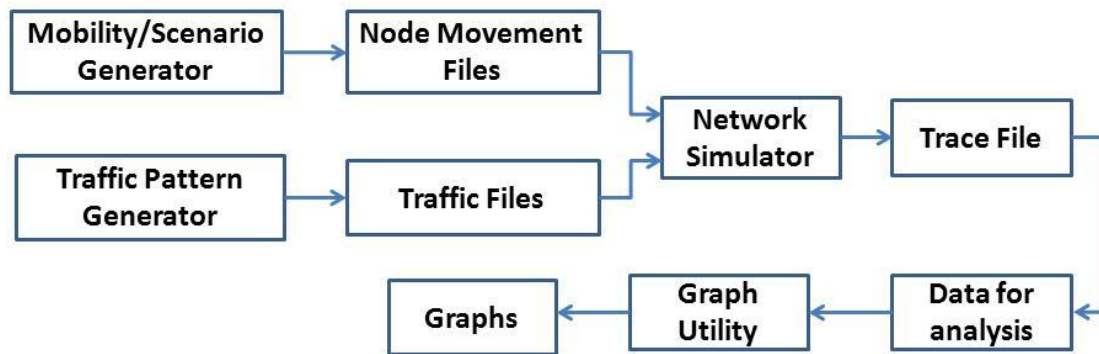 Mobility/Scenario
Generator
Node Movement
Files
Traffic Pattern
Generator
Traffic Files
Network
Simulator
Trace File
Data for
analysis
Graph
Utility
Graphs